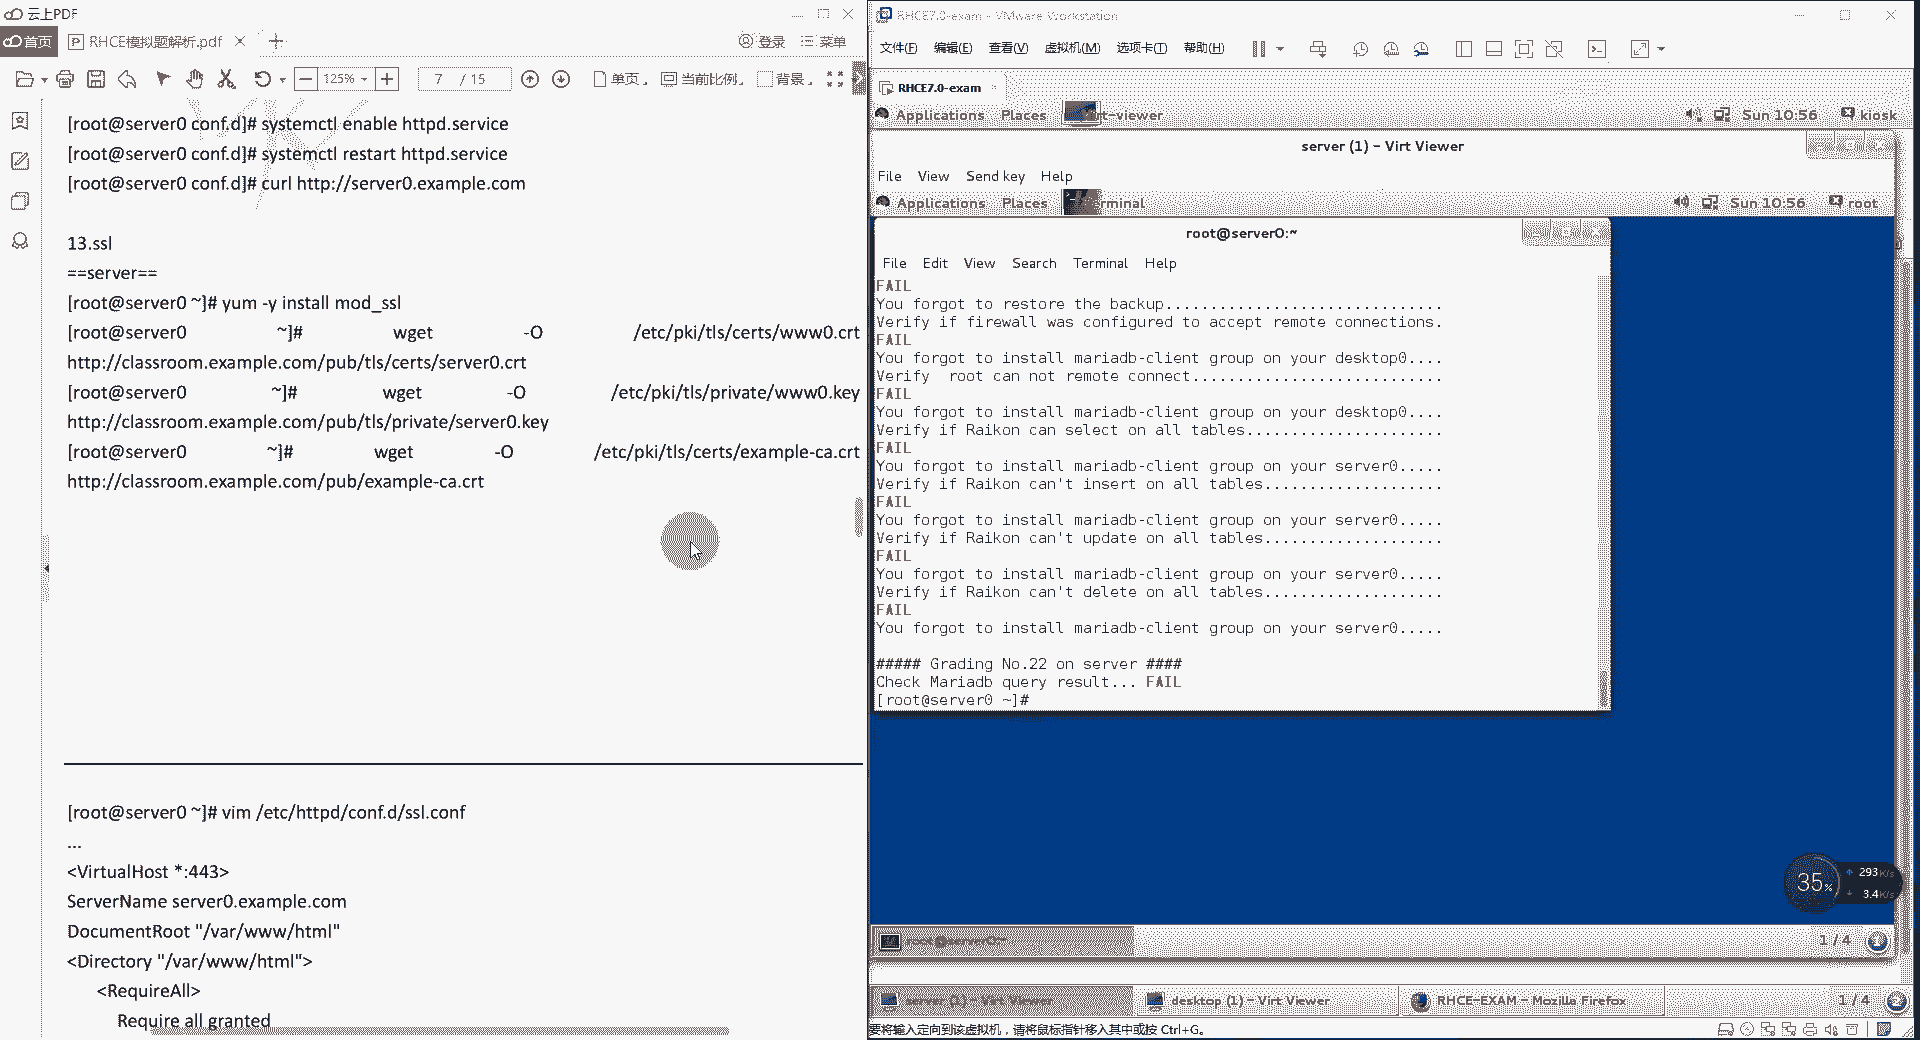 云上PDF
首页
RHCE模拟题解析.pdf
登录
菜单
125%
7 / 15
单页
当前比例
背景
[root@server0 conf.d]# systemctl enable httpd.service
[root@server0 conf.d]# systemctl restart httpd.service
[root@server0 conf.d]# curl http://server0.example.com
13.ssl
==server==
[root@server0 ~]# yum -y install mod_ssl
[root@server0 ~]# wget -O /etc/pki/tls/certs/www0.crt
http://classroom.example.com/pub/tls/certs/server0.crt
[root@server0 ~]# wget -O /etc/pki/tls/private/www0.key
http://classroom.example.com/pub/tls/private/server0.key
[root@server0 ~]# wget -O /etc/pki/tls/certs/example-ca.crt
http://classroom.example.com/pub/example-ca.crt
[root@server0 ~]# vim /etc/httpd/conf.d/ssl.conf
...
<VirtualHost *:443>
ServerName server0.example.com
DocumentRoot "/var/www/html"
<Directory "/var/www/html">
<RequireAll>
Require all granted
RHCE7.0-exam - VMware Workstation
文件(F) 编辑(E) 查看(V) 虚拟机(M) 选项卡(T) 帮助(H)
RHCE7.0-exam
Applications Places virt-viewer Sun 10:56 kiosk
server (1) - Virt Viewer
File View Send key Help
Applications Places Terminal Sun 10:56 root
root@server0:~
File Edit View Search Terminal Help
FAIL
You forgot to restore the backup...............................
Verify if firewall was configured to accept remote connections.
FAIL
You forgot to install mariadb-client group on your desktop0....
Verify  root can not remote connect............................
FAIL
You forgot to install mariadb-client group on your desktop0....
Verify if Raikon can select on all tables......................
FAIL
You forgot to install mariadb-client group on your server0.....
Verify if Raikon can't insert on all tables....................
FAIL
You forgot to install mariadb-client group on your server0.....
Verify if Raikon can't update on all tables....................
FAIL
You forgot to install mariadb-client group on your server0.....
Verify if Raikon can't delete on all tables....................
FAIL
You forgot to install mariadb-client group on your server0.....
##### Grading No.22 on server ####
Check Mariadb query result... FAIL
[root@server0 ~]#
35%
293K/s
3.4K/s
root@server0:~
1 / 4
server (1) - Virt Viewer
desktop (1) - Virt Viewer
RHCE-EXAM - Mozilla Firefox
1 / 4
要将输入定向到该虚拟机，请将鼠标指针移入其中或按 Ctrl+G。